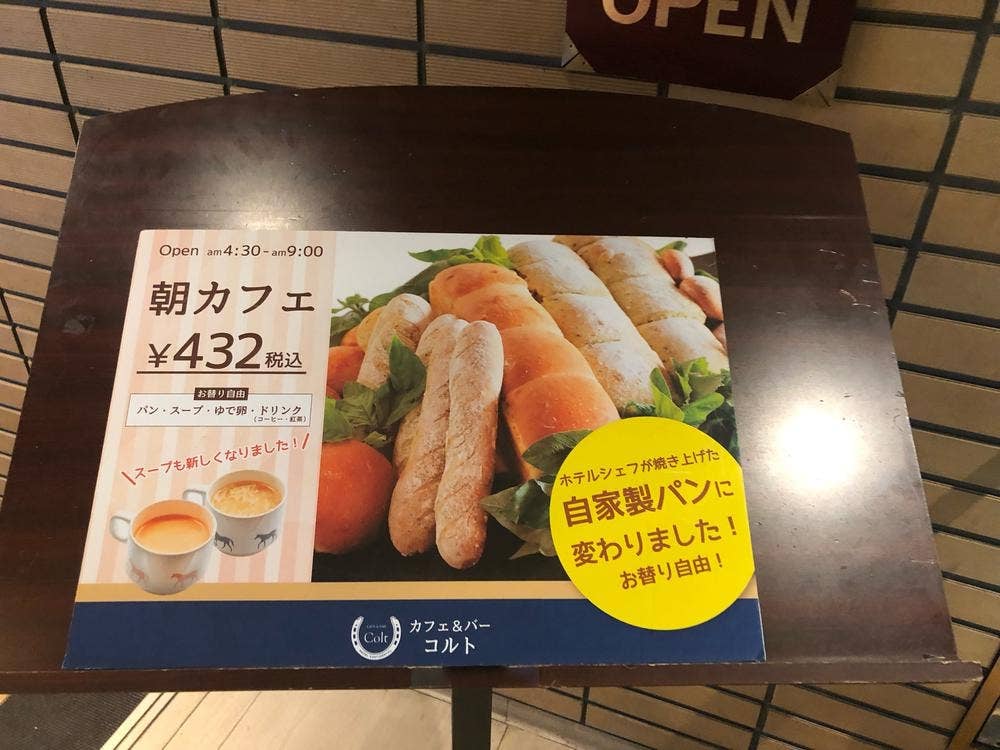 OPEN
Open am4:30-am9:00
朝カフェ
¥432税込
お替り自由
パン・スープ・ゆで卵・ドリンク
(コーヒー・紅茶)
\スープも新しくなりました!/
ホテルシェフが焼き上げた
自家製パンに
変わりました!
お替り自由!
Colt
カフェ&バー
コルト